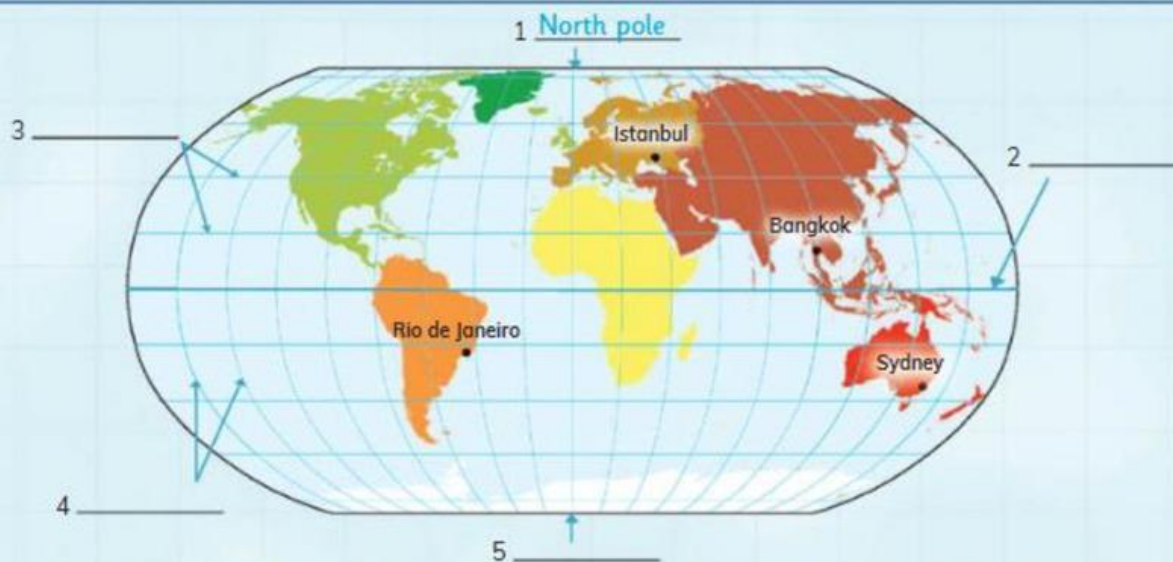 1 North pole
3
Istanbul
2
Bangkok
Rio de Janeiro
Sydney
4
5